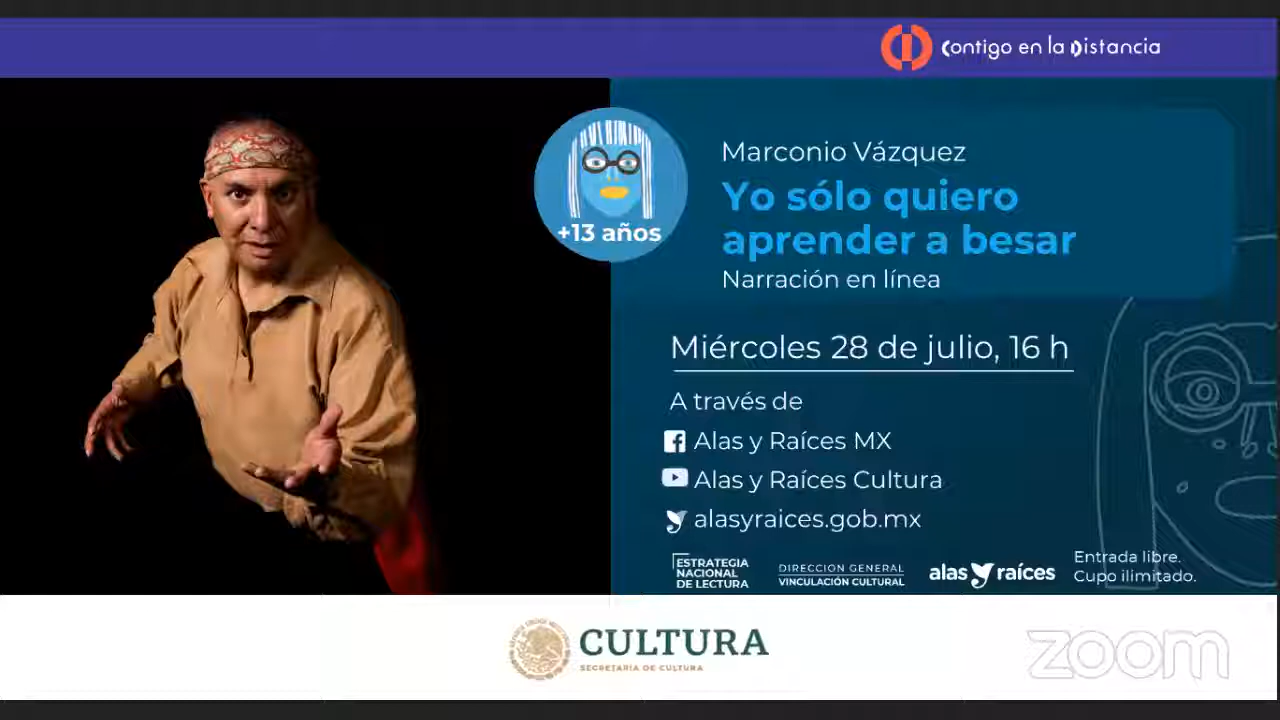 Contigo en la Distancia
+13 años
Marconio Vázquez
Yo sólo quiero
aprender a besar
Narración en línea
Miércoles 28 de julio, 16 h
A través de
Alas y Raíces MX
Alas y Raíces Cultura
alasyraices.gob.mx
ESTRATEGIA
NACIONAL
DE LECTURA
DIRECCION GENERAL
VINCULACIÓN CULTURAL
alas raíces
Entrada libre.
Cupo ilimitado.
CULTURA
SECRETARÍA DE CULTURA
zoom